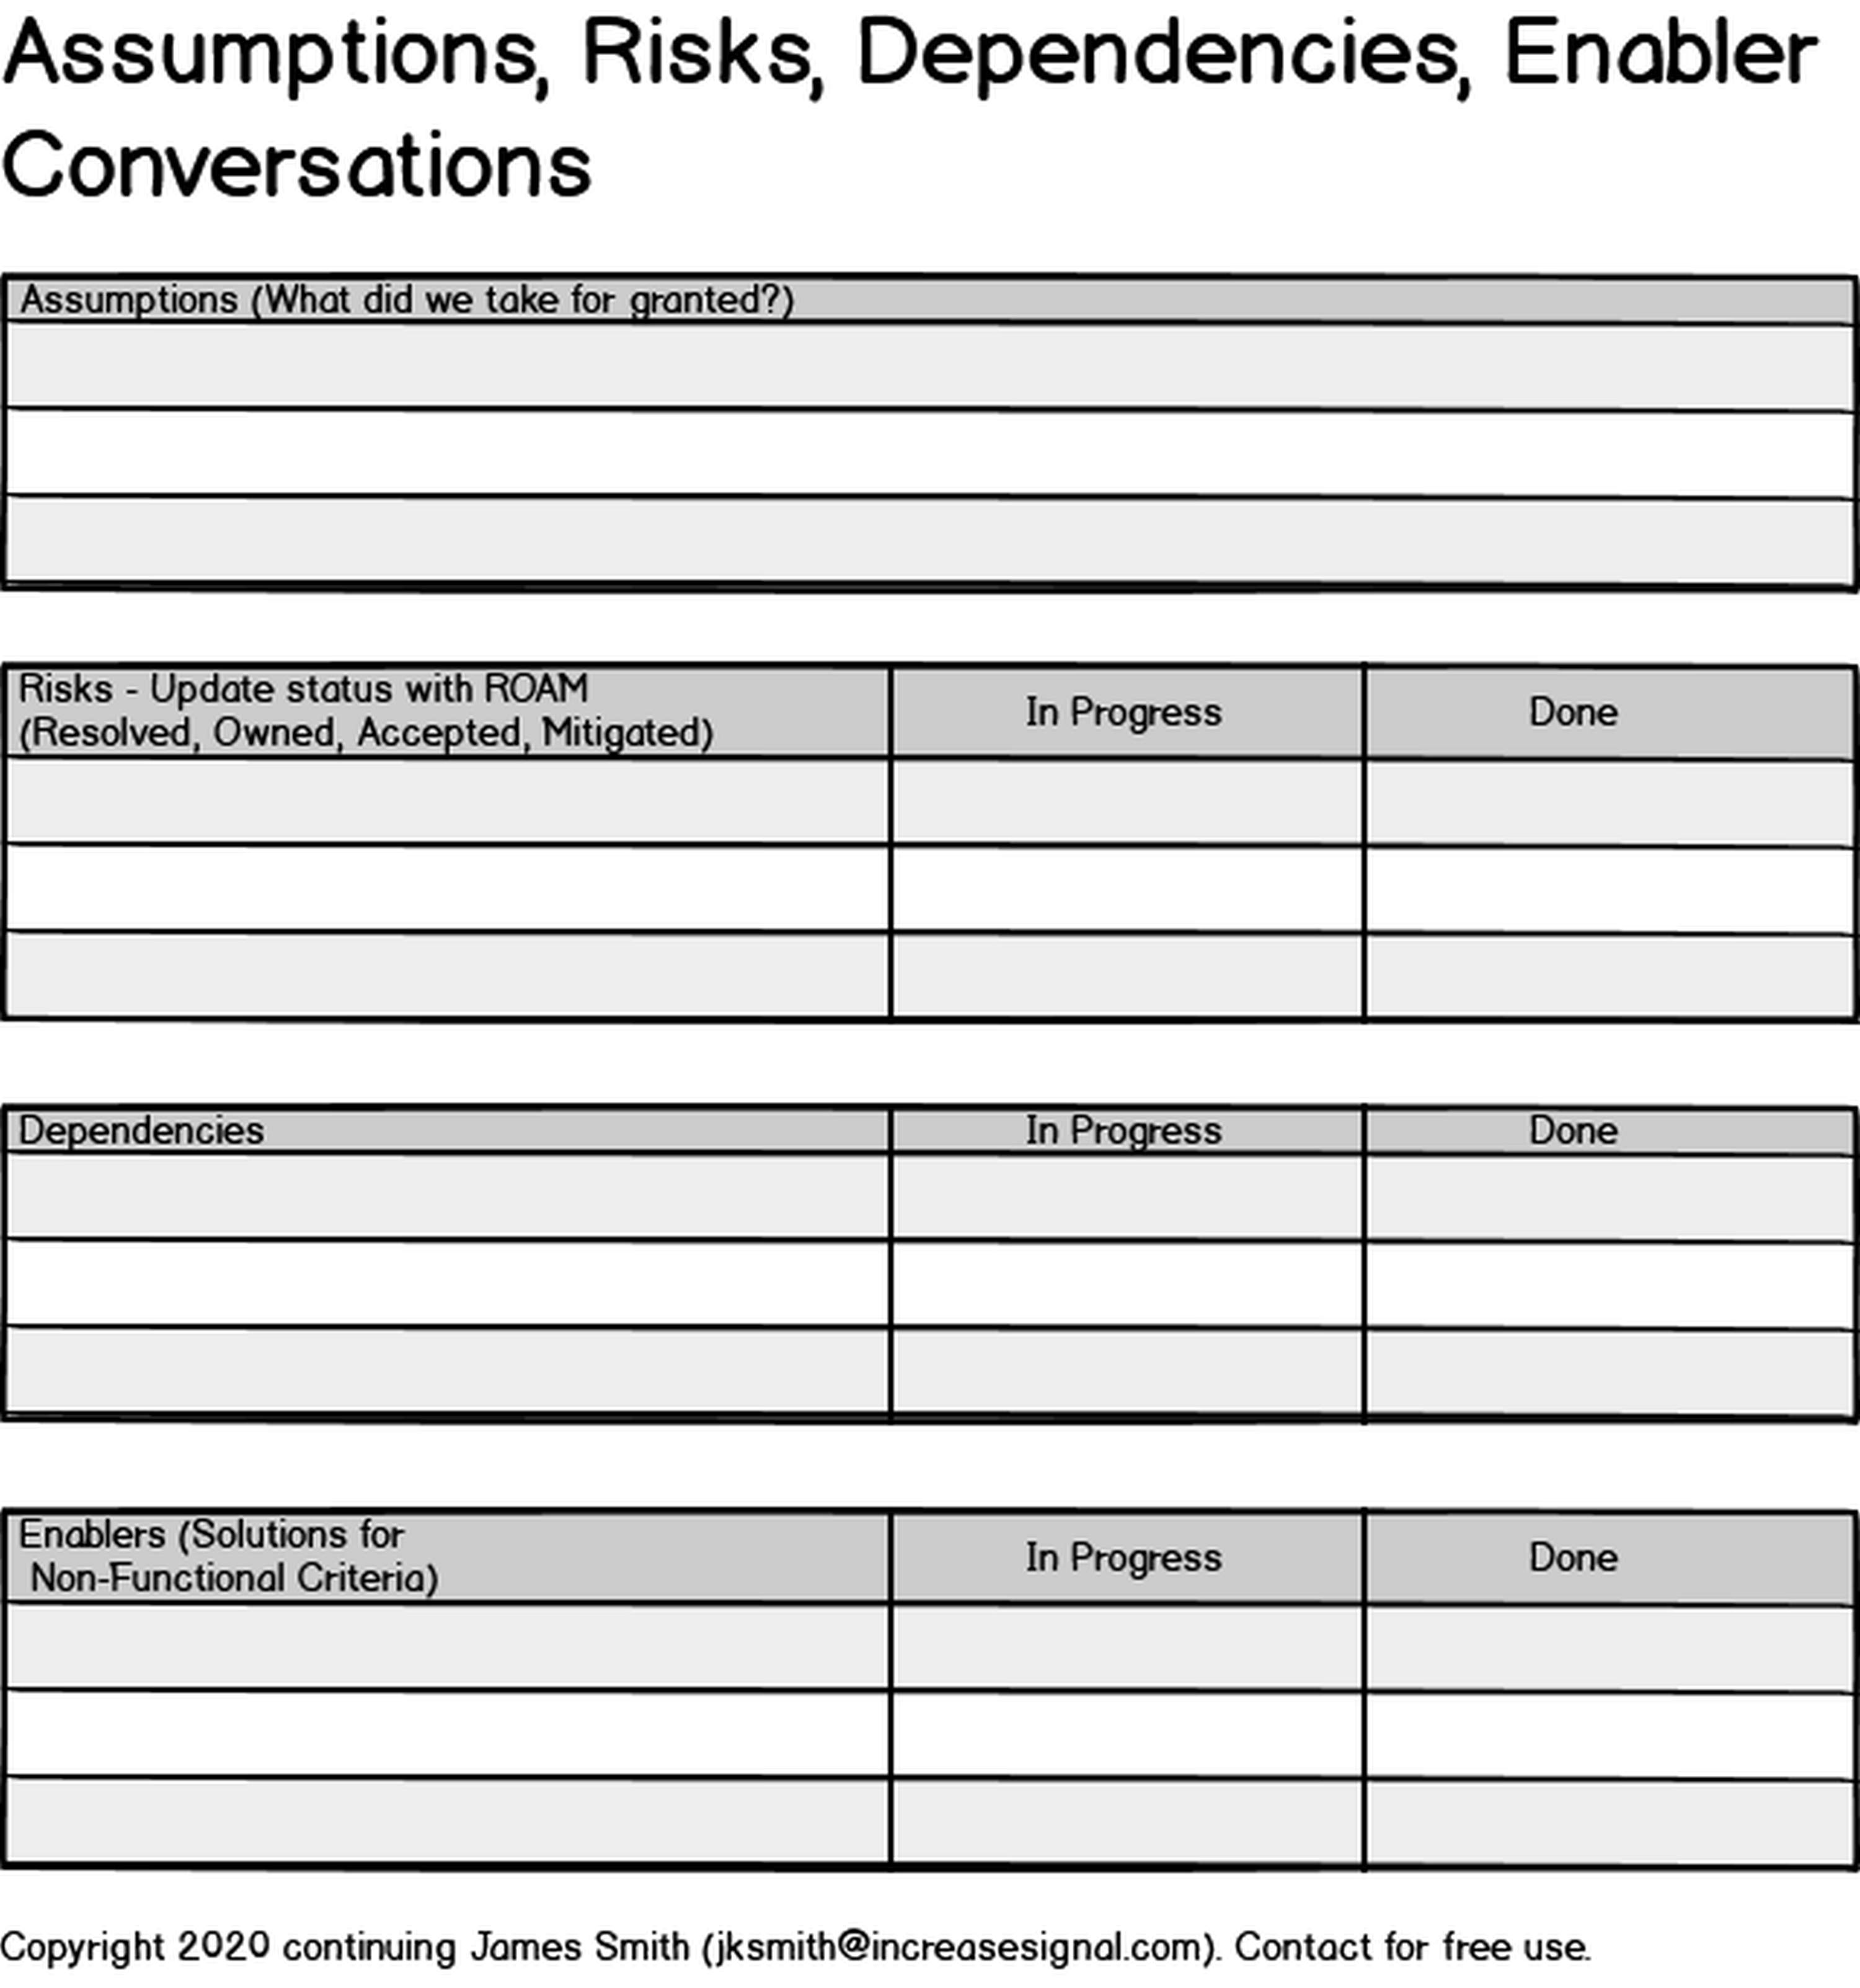 Assumptions, Risks, Dependencies, Enabler
Conversations
Assumptions (What did we take for granted?)
Risks - Update status with ROAM
(Resolved, Owned, Accepted, Mitigated)
In Progress
Done
Dependencies
In Progress
Done
Enablers (Solutions for
Non-Functional Criteria)
In Progress
Done
Copyright 2020 continuing James Smith (jksmith@increasesignal.com). Contact for free use.